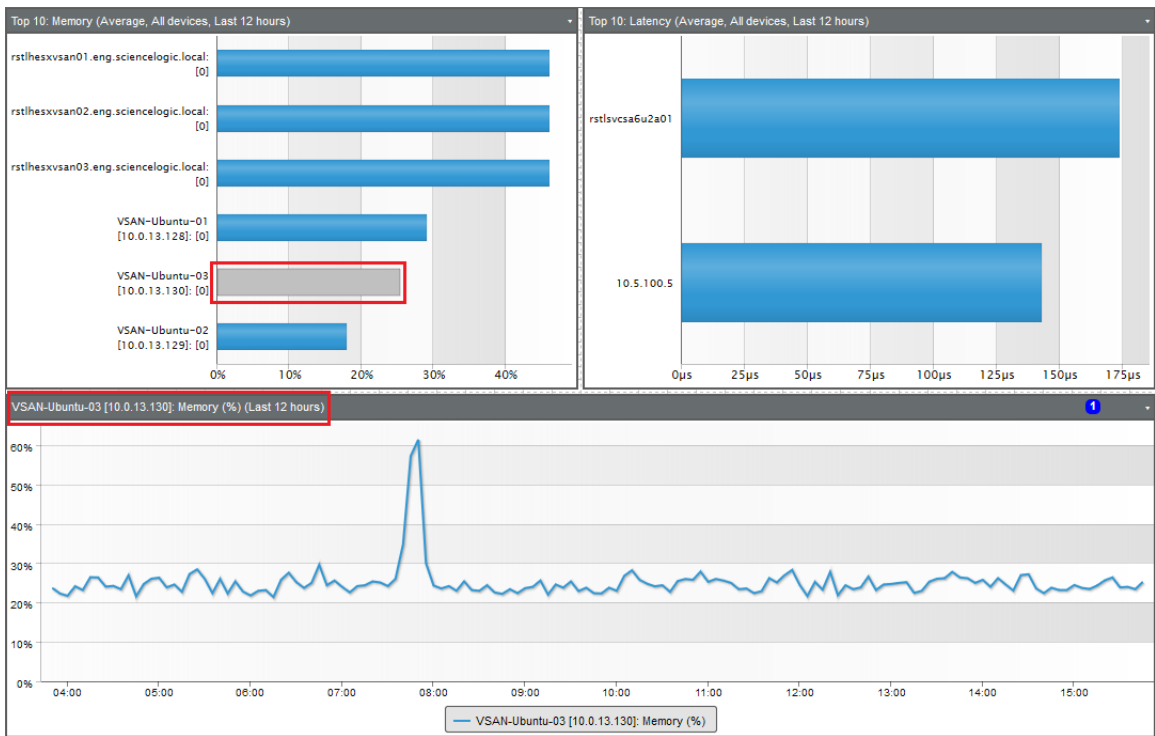 Top 10: Memory (Average, All devices, Last 12 hours)
rstlhesxvsan01.eng.sciencelogic.local:
[0]
rstlhesxvsan02.eng.sciencelogic.local:
[0]
rstlhesxvsan03.eng.sciencelogic.local:
[0]
VSAN-Ubuntu-01
[10.0.13.128]: [0]
VSAN-Ubuntu-03
[10.0.13.130]: [0]
VSAN-Ubuntu-02
[10.0.13.129]: [0]
0% 10% 20% 30% 40%
Top 10: Latency (Average, All devices, Last 12 hours)
rstlsvcsa6u2a01
10.5.100.5
0μs 25μs 50μs 75μs 100μs 125μs 150μs 175μs
VSAN-Ubuntu-03 [10.0.13.130]: Memory (%) (Last 12 hours) 1
60%
50%
40%
30%
20%
10%
0%
04:00 05:00 06:00 07:00 08:00 09:00 10:00 11:00 12:00 13:00 14:00 15:00
VSAN-Ubuntu-03 [10.0.13.130]: Memory (%)